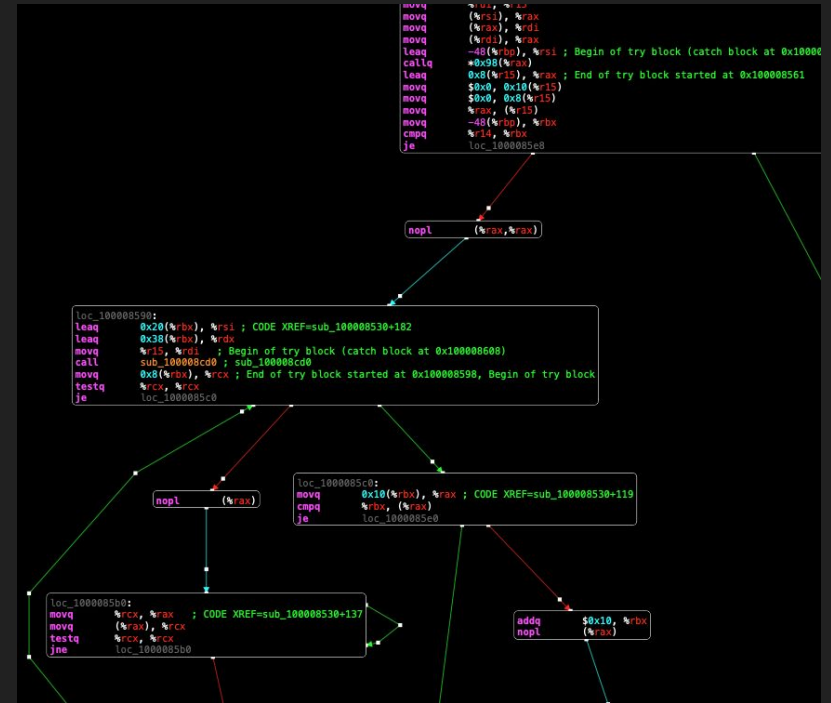 movq %rdi, %r15
movq (%rsi), %rax
movq (%rax), %rdi
movq (%rdi), %rax
leaq -48(%rbp), %rsi ; Begin of try block (catch block at 0x10000
callq *0x98(%rax)
leaq 0x8(%r15), %rax ; End of try block started at 0x100008561
movq $0x0, 0x10(%r15)
movq $0x0, 0x8(%r15)
movq %rax, (%r15)
movq -48(%rbp), %rbx
cmpq %r14, %rbx
je loc_1000085e8
nopl (%rax,%rax)
loc_100008590:
leaq 0x20(%rbx), %rsi ; CODE XREF=sub_100008530+182
leaq 0x38(%rbx), %rdx
movq %r15, %rdi ; Begin of try block (catch block at 0x100008608)
call sub_100008cd0 ; sub_100008cd0
movq 0x8(%rbx), %rcx ; End of try block started at 0x100008598, Begin of try block
testq %rcx, %rcx
je loc_1000085c0
nopl (%rax)
loc_1000085c0:
movq 0x10(%rbx), %rax ; CODE XREF=sub_100008530+119
cmpq %rbx, (%rax)
je loc_1000085e0
loc_1000085b0:
movq %rcx, %rax ; CODE XREF=sub_100008530+137
movq (%rax), %rcx
testq %rcx, %rcx
jne loc_1000085b0
addq $0x10, %rbx
nopl (%rax)